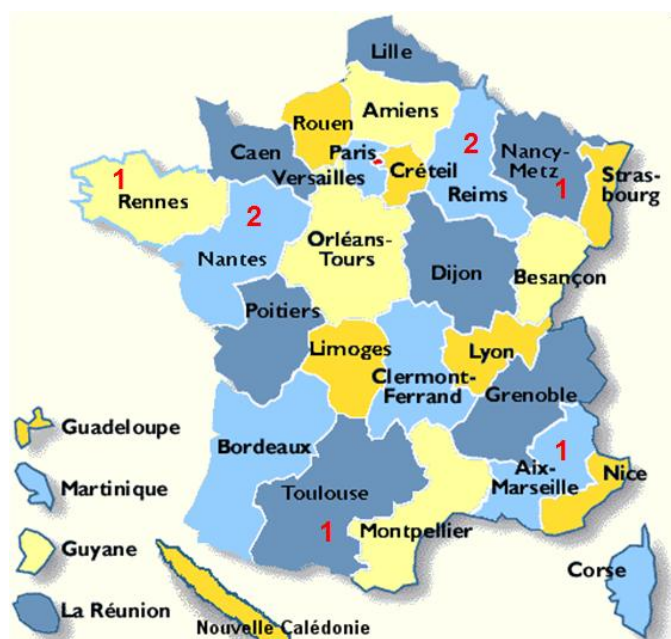 Lille
Amiens
Rouen
2
Caen
Paris
Nancy-
Versailles
Créteil
Reims
Metz
1
Stras-
bourg
1
Rennes
2
Nantes
Orléans-
Tours
Dijon
Besançon
Poitiers
Limoges
Lyon
Clermont-
Ferrand
Grenoble
Bordeaux
1
Aix-
Marseille
Nice
Toulouse
1
Montpellier
Guadeloupe
Martinique
Guyane
La Réunion
Nouvelle Calédonie
Corse